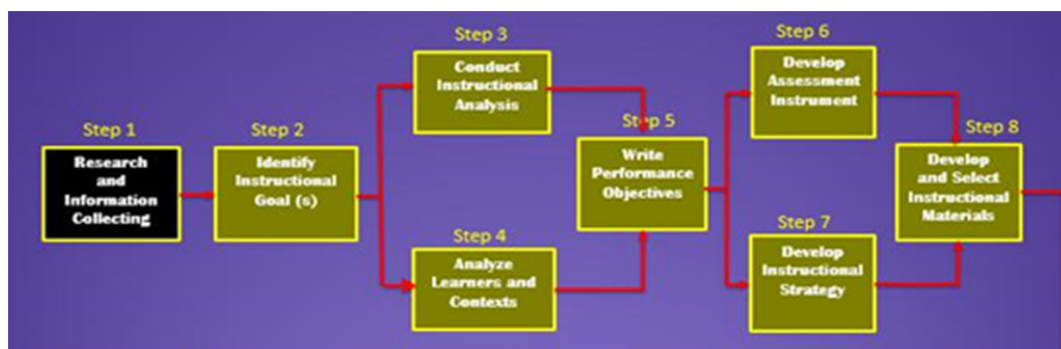 Step 1
Research
and
Information
Collecting
Step 2
Identify
Instructional
Goal (s)
Step 3
Conduct
Instructional
Analysis
Step 4
Analyze
Learners and
Contexts
Step 5
Write
Performance
Objectives
Step 6
Develop
Assessment
Instrument
Step 7
Develop
Instructional
Strategy
Step 8
Develop
and Select
Instructional
Materials